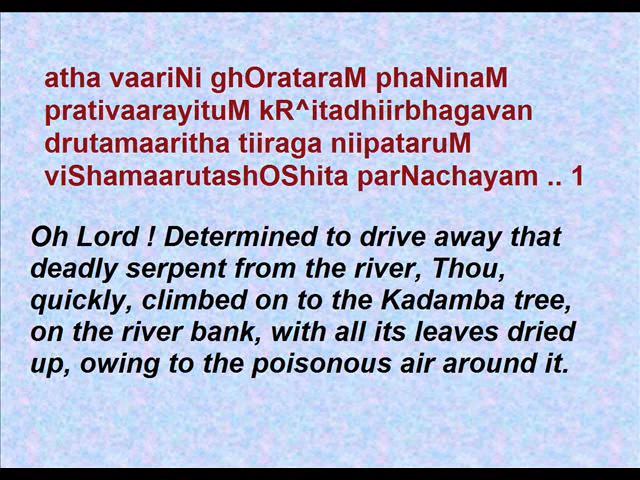 atha vaariNi ghOrataraM phaNinaM
prativaarayituM kR^itadhiirbhagavan
drutamaaritha tiiraga niipataruM
viShamaarutashOShita parNachayam .. 1
Oh Lord ! Determined to drive away that
deadly serpent from the river, Thou,
quickly, climbed on to the Kadamba tree,
on the river bank, with all its leaves dried
up, owing to the poisonous air around it.